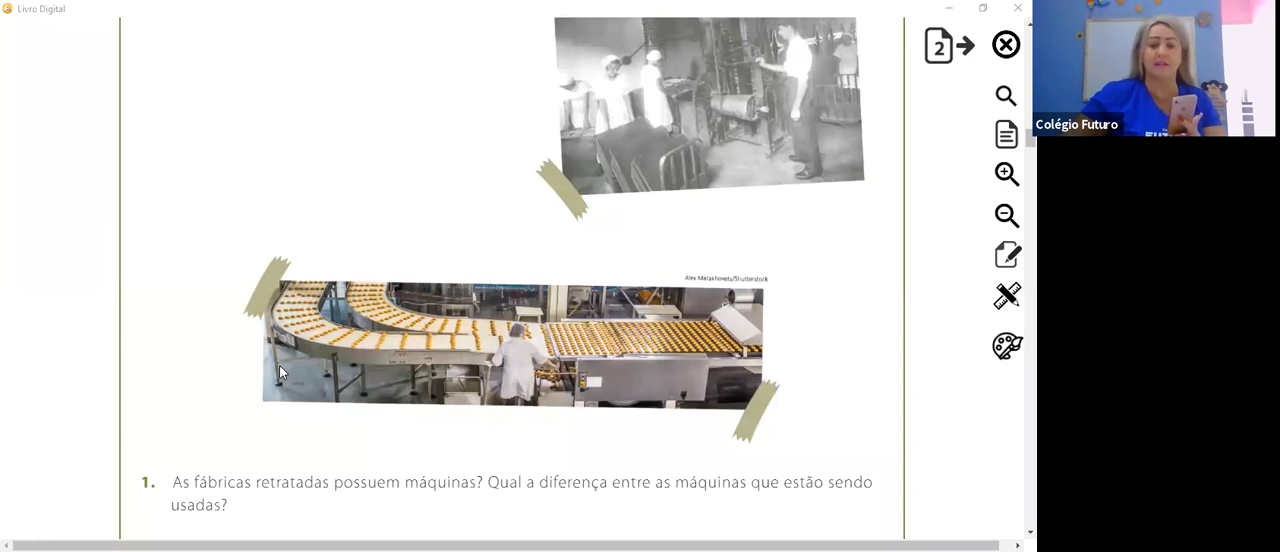 Livro Digital
2
Colégio Futuro
Alex Marakhovets/Shutterstock
1. As fábricas retratadas possuem máquinas? Qual a diferença entre as máquinas que estão sendo
usadas?